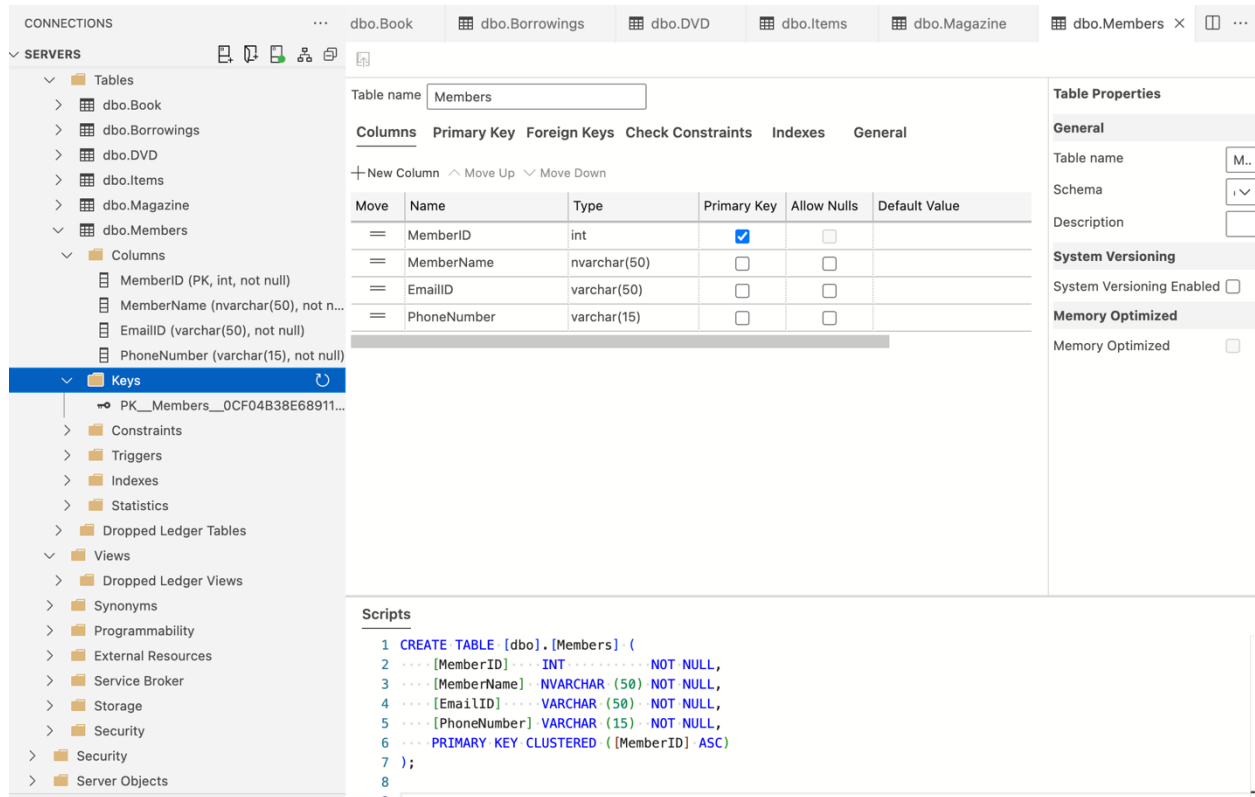 CONNECTIONS ···
SERVERS
Tables
dbo.Book
dbo.Borrowings
dbo.DVD
dbo.Items
dbo.Magazine
dbo.Members
Columns
MemberID (PK, int, not null)
MemberName (nvarchar(50), not n...
EmailID (varchar(50), not null)
PhoneNumber (varchar(15), not null)
Keys
PK__Members__0CF04B38E68911...
Constraints
Triggers
Indexes
Statistics
Dropped Ledger Tables
Views
Dropped Ledger Views
Synonyms
Programmability
External Resources
Service Broker
Storage
Security
Security
Server Objects
dbo.Book dbo.Borrowings dbo.DVD dbo.Items dbo.Magazine dbo.Members ···
Table name Members
Columns Primary Key Foreign Keys Check Constraints Indexes General
New Column Move Up Move Down
Move Name Type Primary Key Allow Nulls Default Value
MemberID int
MemberName nvarchar(50)
EmailID varchar(50)
PhoneNumber varchar(15)
Table Properties
General
Table name M..
Schema
Description
System Versioning
System Versioning Enabled
Memory Optimized
Memory Optimized
Scripts
1 CREATE TABLE [dbo].[Members] (
2 [MemberID] INT NOT NULL,
3 [MemberName] NVARCHAR (50) NOT NULL,
4 [EmailID] VARCHAR (50) NOT NULL,
5 [PhoneNumber] VARCHAR (15) NOT NULL,
6 PRIMARY KEY CLUSTERED ([MemberID] ASC)
7 );
8